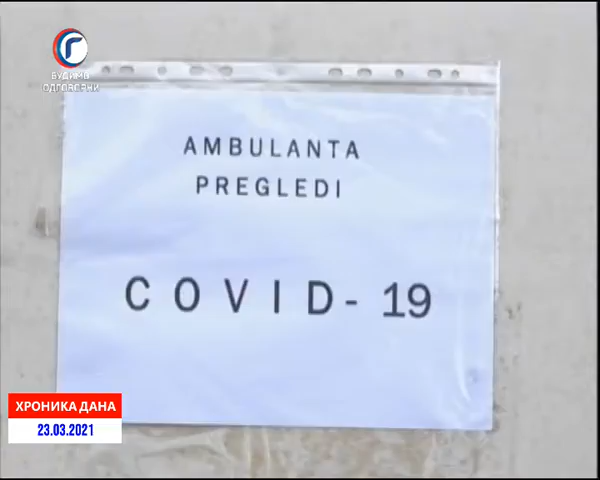 БУДИМО
ОДГОВОРНИ
AMBULANTA
PREGLEDI
COVID-19
ХРОНИКА ДАНА
23.03.2021